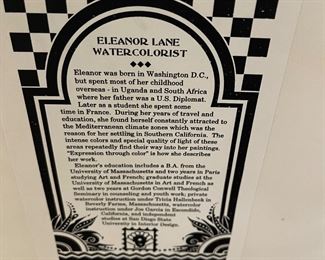 ELEANOR LANE
WATERCOLORIST
Eleanor was born in Washington D.C.,
but spent most of her childhood
overseas - in Uganda and South Africa
where her father was a U.S. Diplomat.
Later as a student she spent some
time in France. During her years of travel and
education, she found herself constantly attracted to
the Mediterranean climate zones which was the
reason for her settling in Southern California. The
intense colors and special quality of light of these
areas repeatedly find their way into her paintings.
"Expression through color" is how she describes
her work.
Eleanor's education includes a B.A. from the
University of Massachusetts and two years in Paris
studying Art and French; graduate studies at the
University of Massachusetts in Art and French as
well as two years at Gordon Conwell Theological
Seminary in counseling and youth work; private
watercolor instruction under Tricia Hallenbeck in
Beverly Farms, Massachusetts, watercolor
instruction under Joe Garcia in Escondido,
California, and independent
studies at San Diego State
University in Interior Design.